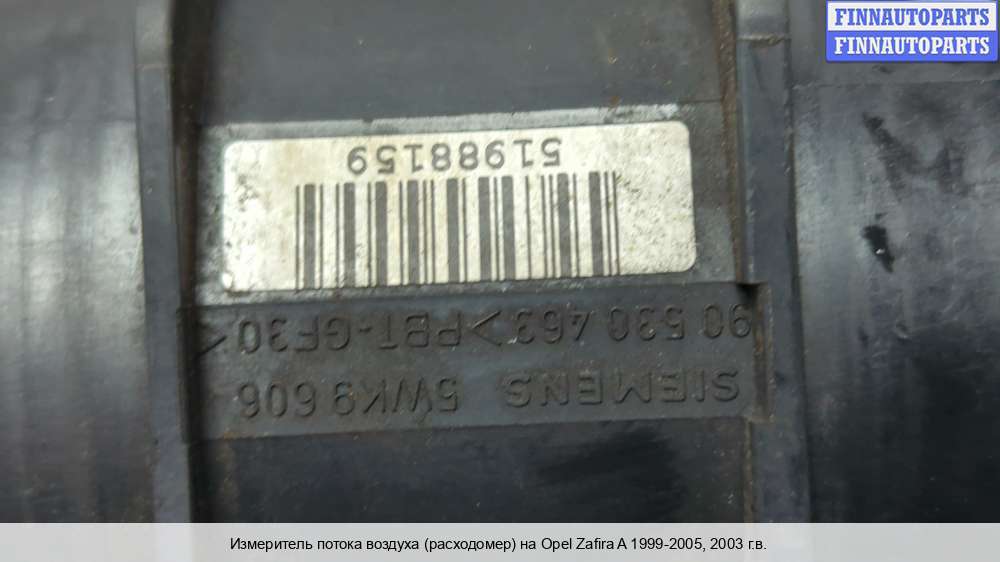 FINNAUTOPARTS
FINNAUTOPARTS
SIEMENS 5WK9 606
90 530 463 >PBT-GF30<
51988159
Измеритель потока воздуха (расходомер) на Opel Zafira A 1999-2005, 2003 г.в.